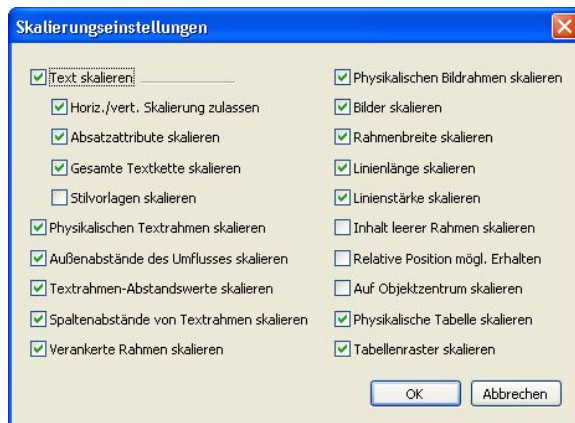 Skalierungseinstellungen
Text skalieren
Horiz./vert. Skalierung zulassen
Absatzattribute skalieren
Gesamte Textkette skalieren
Stilvorlagen skalieren
Physikalischen Textrahmen skalieren
Außenabstände des Umflusses skalieren
Textrahmen-Abstandswerte skalieren
Spaltenabstände von Textrahmen skalieren
Verankerte Rahmen skalieren
Physikalischen Bildrahmen skalieren
Bilder skalieren
Rahmenbreite skalieren
Linienlänge skalieren
Linienstärke skalieren
Inhalt leerer Rahmen skalieren
Relative Position mögl. Erhalten
Auf Objektzentrum skalieren
Physikalische Tabelle skalieren
Tabellenraster skalieren
OK
Abbrechen